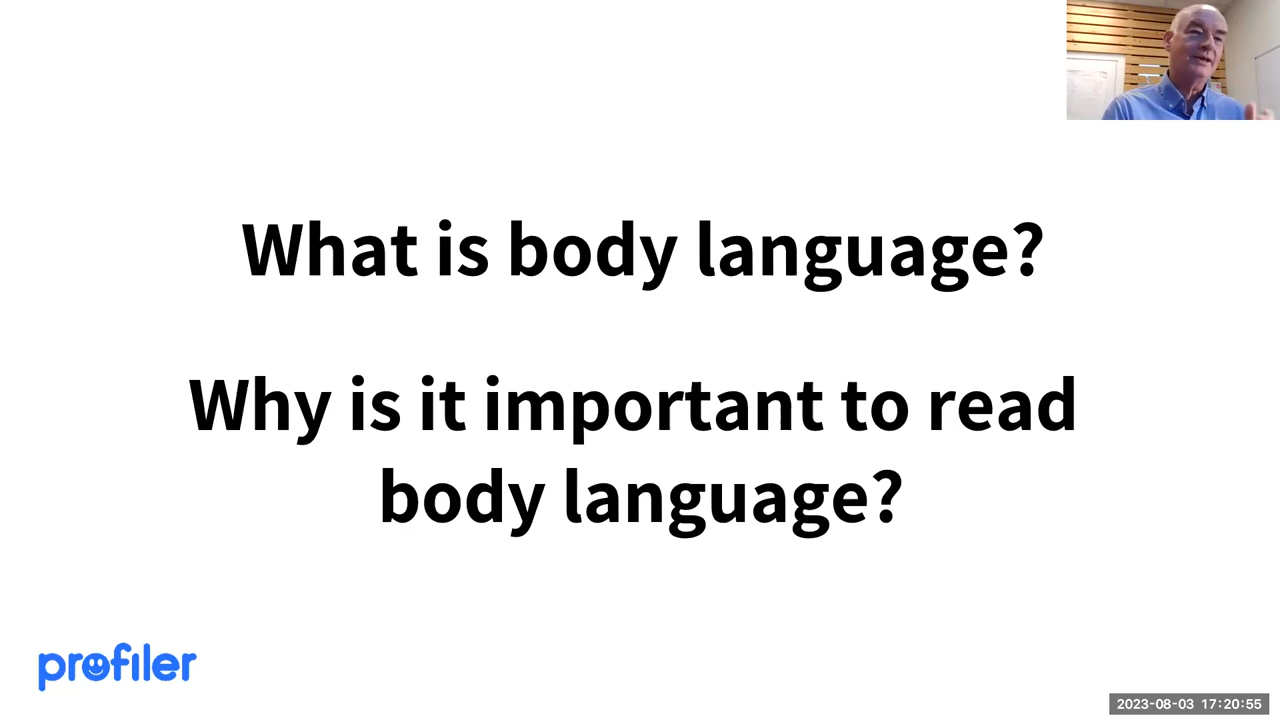 What is body language?
Why is it important to read
body language?
profiler
2023-08-03 17:20:55